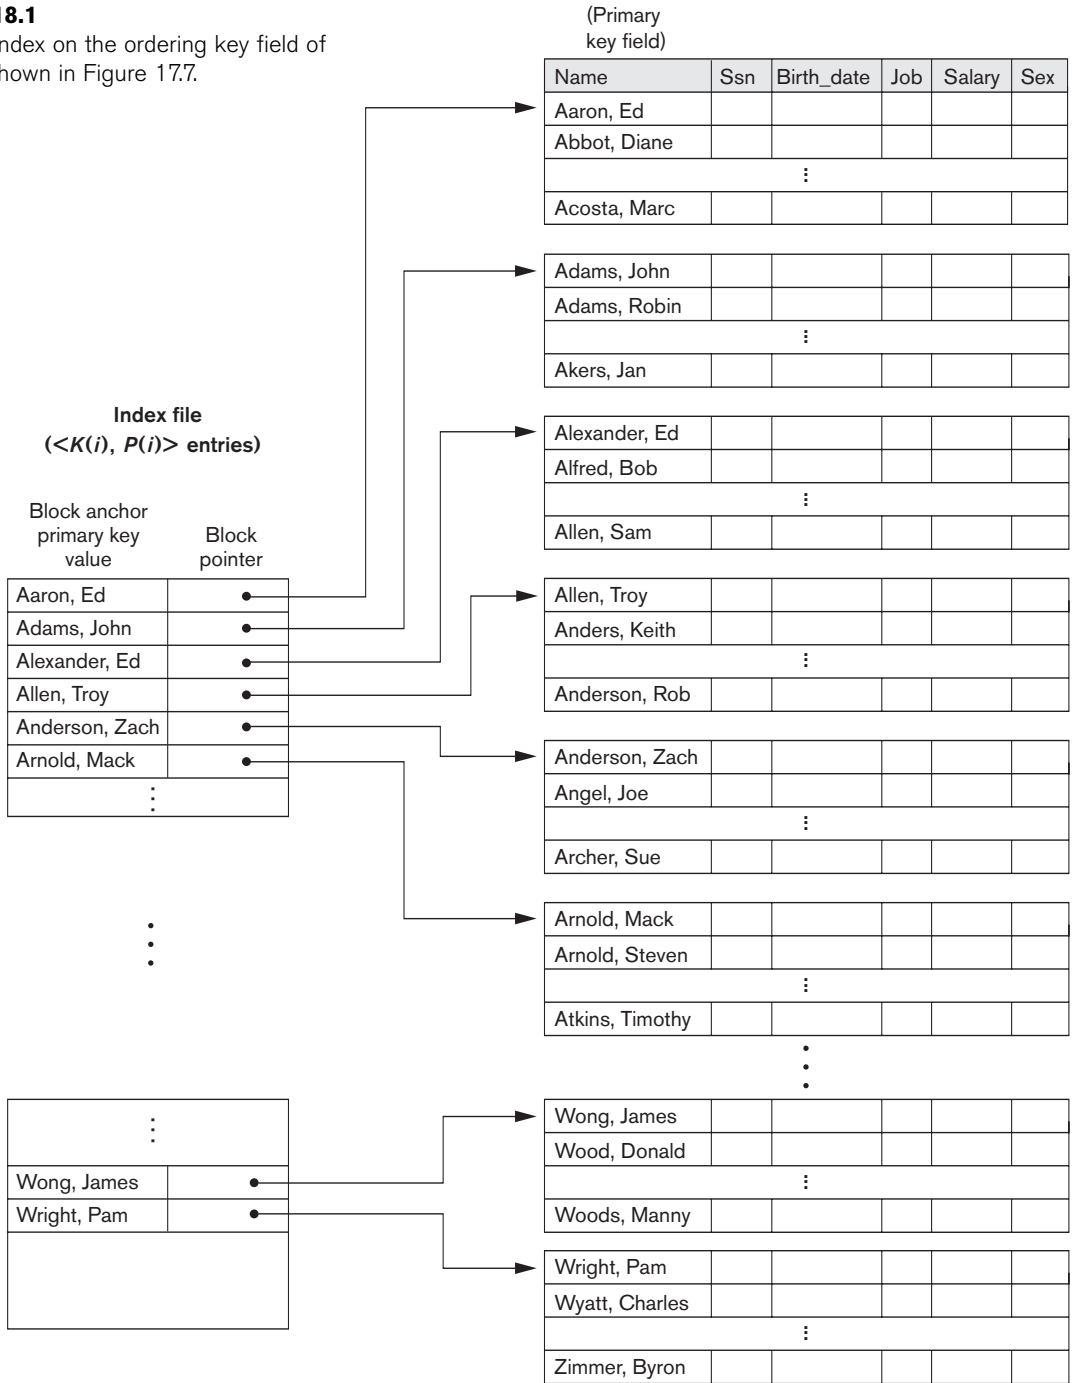 18.1
ndex on the ordering key field of
hown in Figure 17.7.
(Primary
key field)
Name Ssn Birth_date Job Salary Sex
Aaron, Ed
Abbot, Diane
Acosta, Marc
Adams, John
Adams, Robin
Akers, Jan
Alexander, Ed
Alfred, Bob
Allen, Sam
Allen, Troy
Anders, Keith
Anderson, Rob
Anderson, Zach
Angel, Joe
Archer, Sue
Arnold, Mack
Arnold, Steven
Atkins, Timothy
Wong, James
Wood, Donald
Woods, Manny
Wright, Pam
Wyatt, Charles
Zimmer, Byron
Index file
(<K(i), P(i)> entries)
Block anchor
primary key
value
Block
pointer
Aaron, Ed
Adams, John
Alexander, Ed
Allen, Troy
Anderson, Zach
Arnold, Mack
Wong, James
Wright, Pam